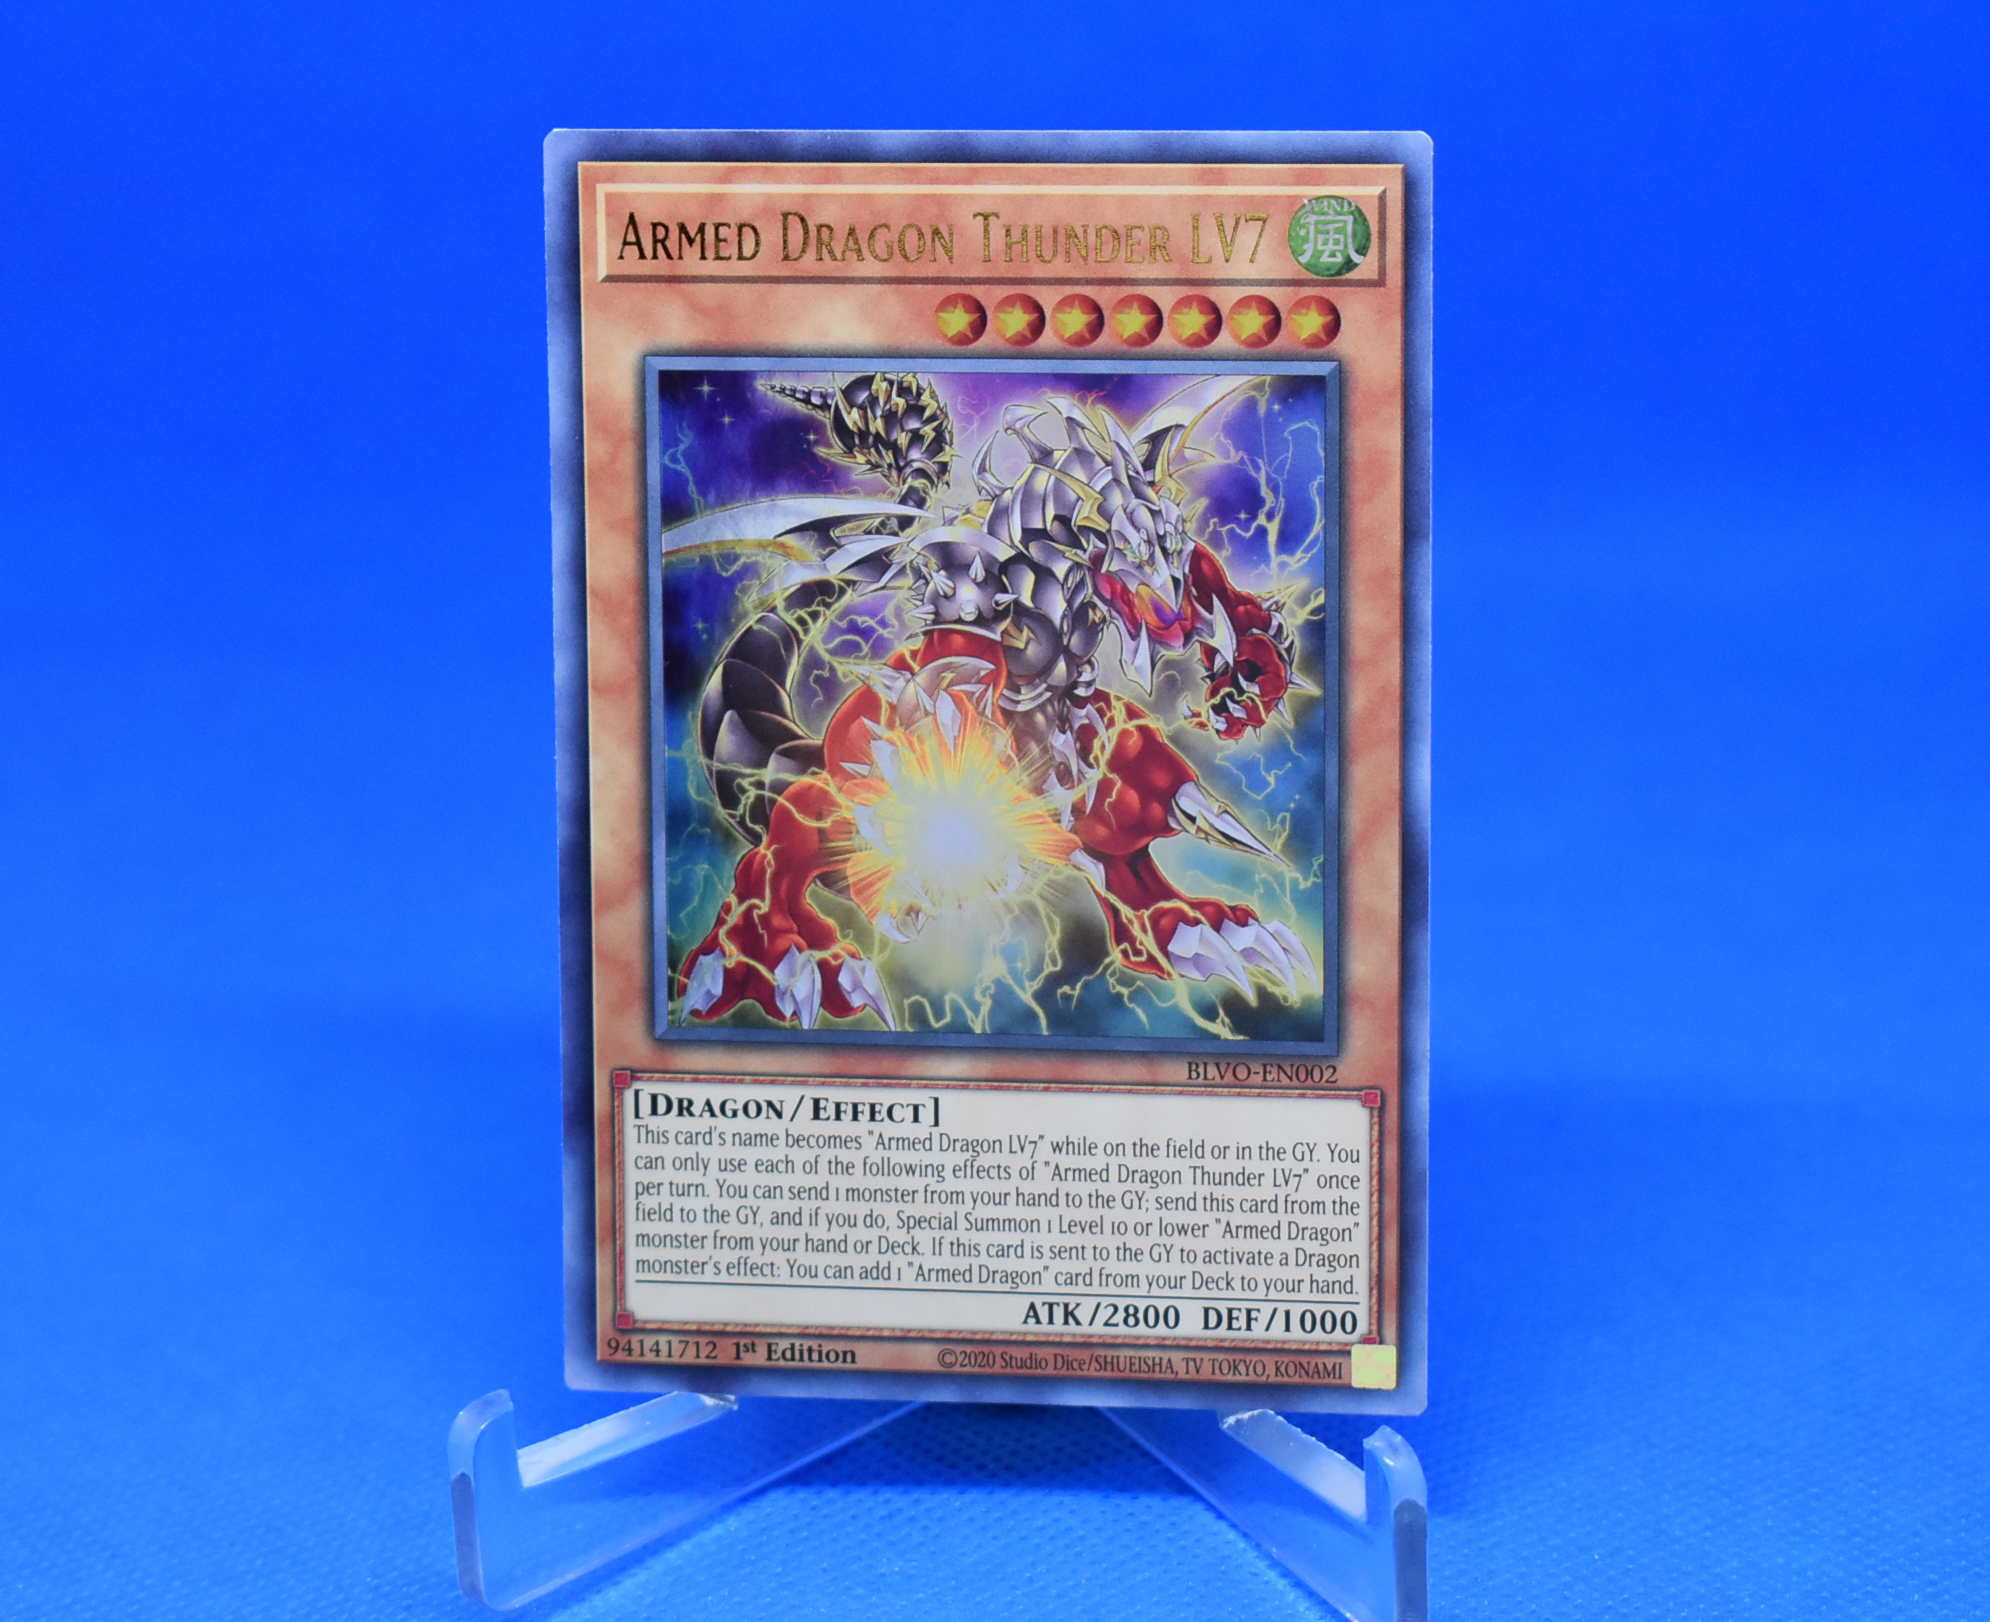 ARMED DRAGON THUNDER LV7
WIND
風
BLVO-EN002
[DRAGON/EFFECT]
This card's name becomes "Armed Dragon LV7" while on the field or in the GY. You
can only use each of the following effects of "Armed Dragon Thunder LV7" once
per turn. You can send 1 monster from your hand to the GY; send this card from the
field to the GY, and if you do, Special Summon 1 Level 10 or lower "Armed Dragon"
monster from your hand or Deck. If this card is sent to the GY to activate a Dragon
monster's effect: You can add 1 "Armed Dragon" card from your Deck to your hand.
ATK/2800 DEF/1000
94141712 1st Edition
©2020 Studio Dice/SHUEISHA, TV TOKYO, KONAMI